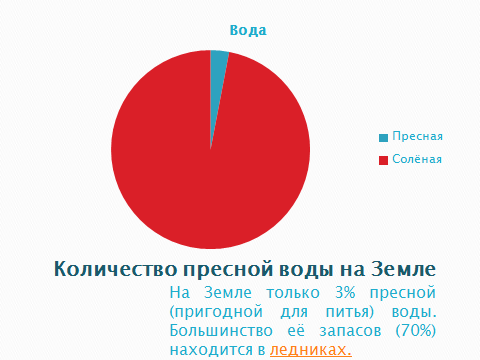 Вода
Пресная
Солёная
Количество пресной воды на Земле
На Земле только 3% пресной
(пригодной для питья) воды.
Большинство её запасов (70%)
находится в ледниках.